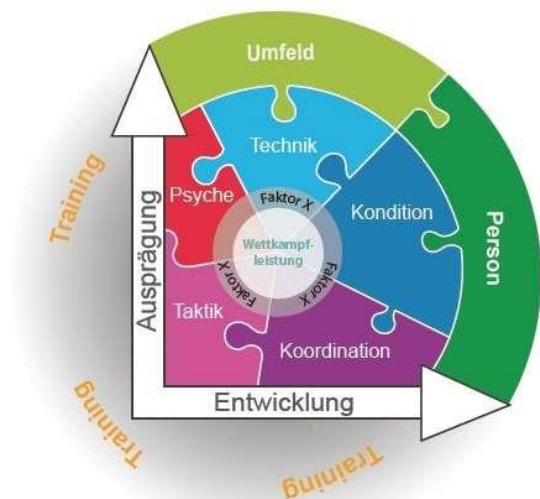 Umfeld
Technik
Psyche
Kondition
Person
Faktor X
Wettkampf-
leistung
Faktor X
Faktor X
Taktik
Koordination
Ausprägung
Entwicklung
Training
Training
Training